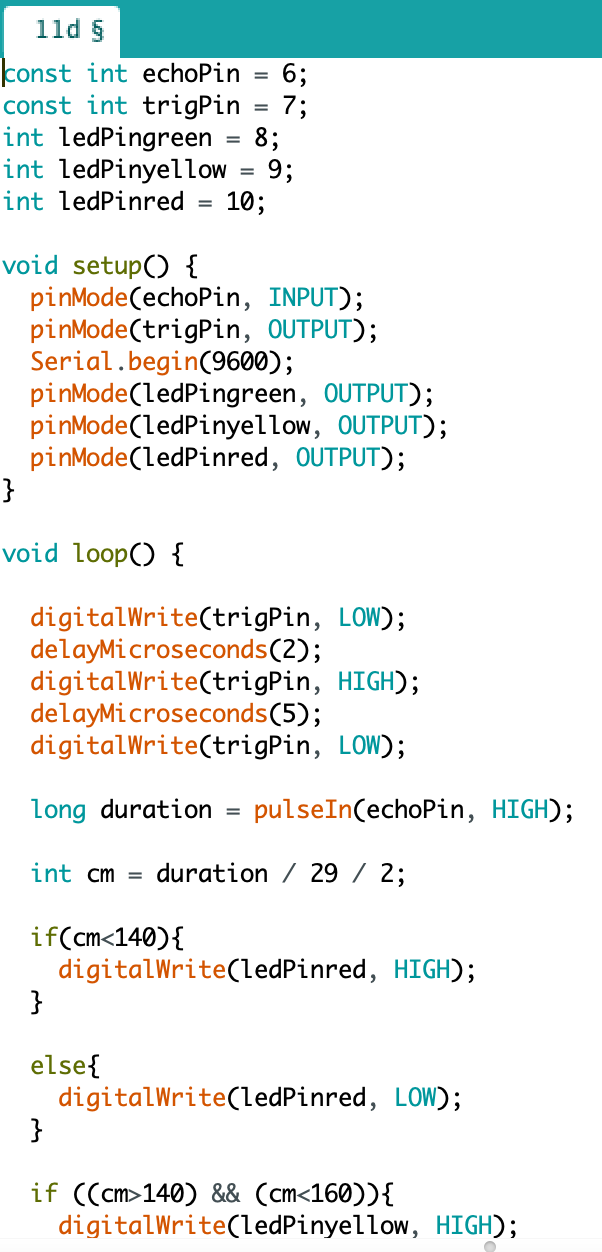 11d §
const int echoPin = 6;
const int trigPin = 7;
int ledPingreen = 8;
int ledPinyellow = 9;
int ledPinred = 10;
void setup() {
pinMode(echoPin, INPUT);
pinMode(trigPin, OUTPUT);
Serial.begin(9600);
pinMode(ledPingreen, OUTPUT);
pinMode(ledPinyellow, OUTPUT);
pinMode(ledPinred, OUTPUT);
}
void loop() {
digitalWrite(trigPin, LOW);
delayMicroseconds(2);
digitalWrite(trigPin, HIGH);
delayMicroseconds(5);
digitalWrite(trigPin, LOW);
long duration = pulseIn(echoPin, HIGH);
int cm = duration / 29 / 2;
if(cm<140){
digitalWrite(ledPinred, HIGH);
}
else{
digitalWrite(ledPinred, LOW);
}
if ((cm>140) && (cm<160)){
digitalWrite(ledPinyellow, HIGH);